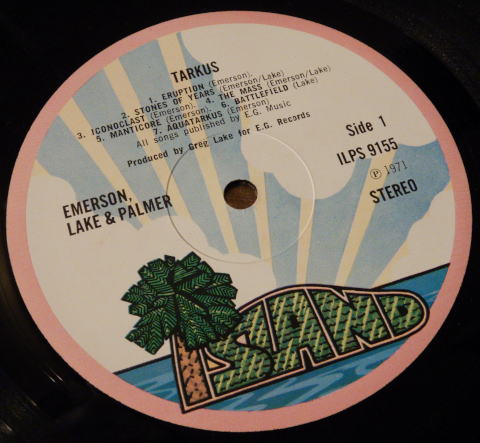 TARKUS
1. ERUPTION (Emerson).
2. STONES OF YEARS (Emerson/Lake)
3. ICONOCLAST (Emerson). 4. THE MASS (Emerson/Lake)
5. MANTICORE (Emerson). 6. BATTLEFIELD (Lake)
7. AQUATARKUS (Emerson)
All songs published by E.G. Music
Produced by Greg Lake for E.G. Records
Side 1
ILPS 9155
Ⓟ 1971
STEREO
EMERSON,
LAKE & PALMER
ISLAND